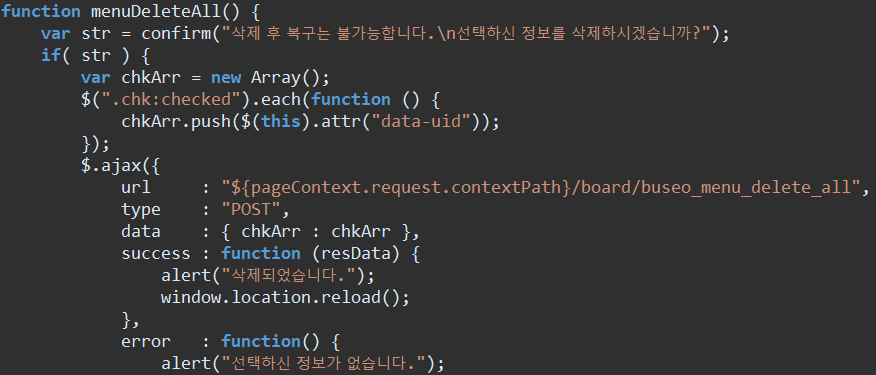 function menuDeleteAll() {
    var str = confirm("삭제 후 복구는 불가능합니다.\n선택하신 정보를 삭제하시겠습니까?");
    if( str ) {
        var chkArr = new Array();
        $(".chk:checked").each(function () {
            chkArr.push($(this).attr("data-uid"));
        });
        $.ajax({
            url     : "${pageContext.request.contextPath}/board/buseo_menu_delete_all",
            type    : "POST",
            data    : { chkArr : chkArr },
            success : function (resData) {
                alert("삭제되었습니다.");
                window.location.reload();
            },
            error   : function() {
                alert("선택하신 정보가 없습니다.");